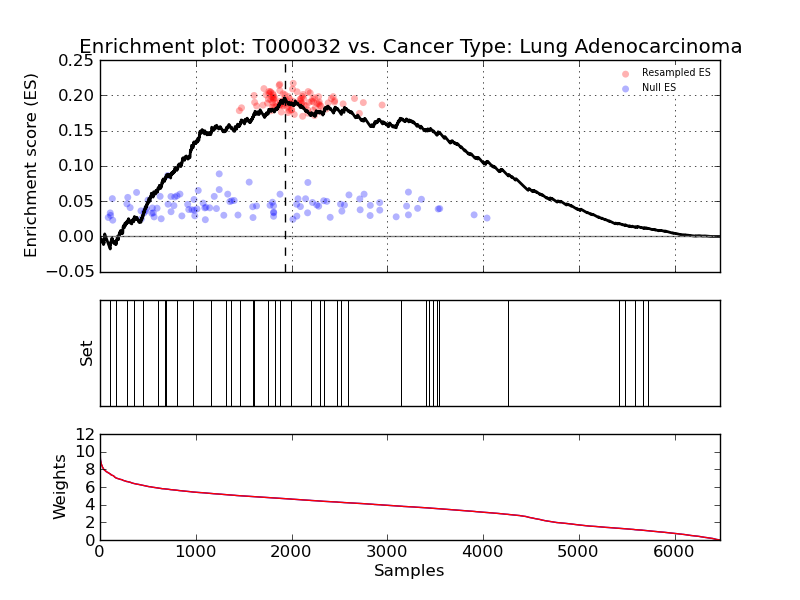 Enrichment plot: T000032 vs. Cancer Type: Lung Adenocarcinoma
0.25
0.20
0.15
0.10
0.05
0.00
−0.05
Enrichment score (ES)
Resampled ES
Null ES
Set
12
10
8
6
4
2
0
Weights
0 1000 2000 3000 4000 5000 6000
Samples